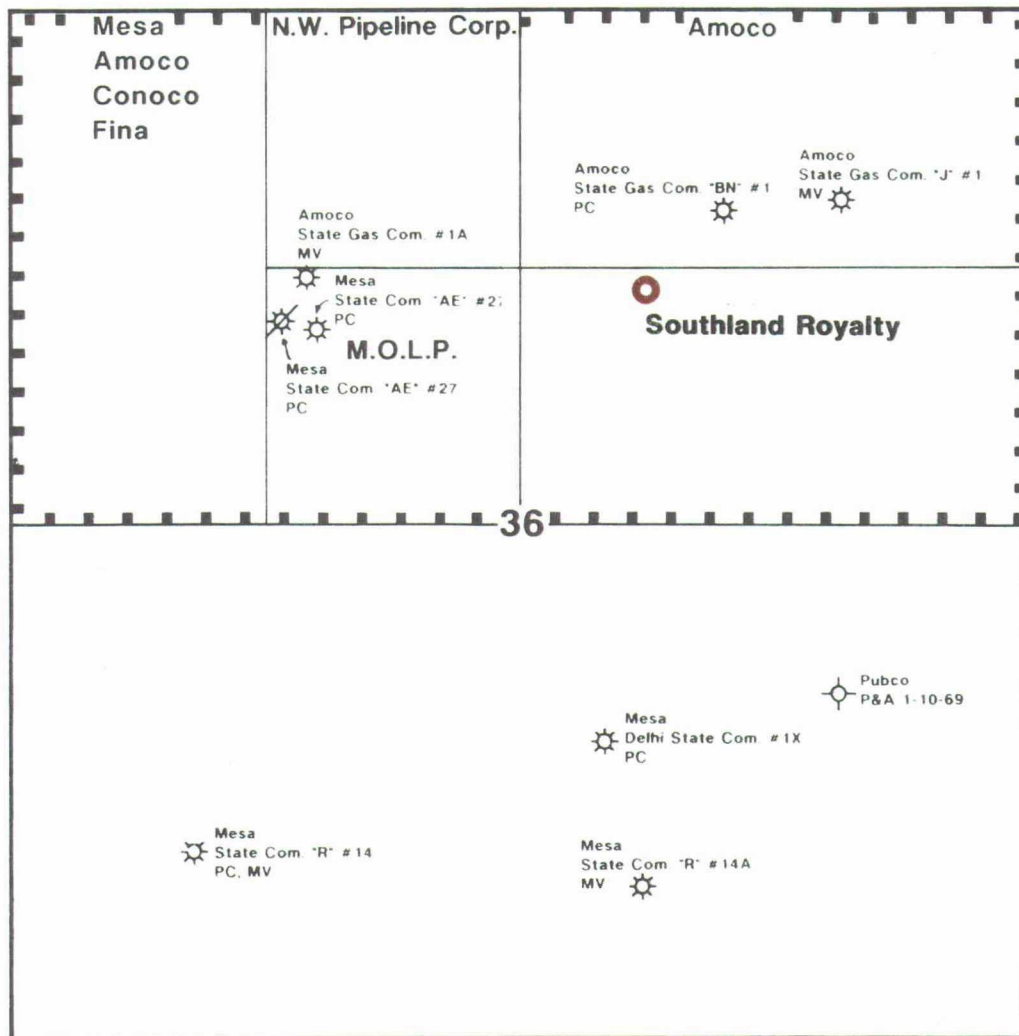 Mesa
Amoco
Conoco
Fina
N.W. Pipeline Corp.
Amoco
Amoco
State Gas Com. "BN" #1
PC
Amoco
State Gas Com. "J" #1
MV
Amoco
State Gas Com. #1A
MV
Mesa
State Com "AE" #27
PC
M.O.L.P.
Mesa
State Com "AE" #27
PC
Southland Royalty
36
Pubco
P&A 1-10-69
Mesa
Delhi State Com. #1X
PC
Mesa
State Com. "R" #14
PC, MV
Mesa
State Com. "R" #14A
MV